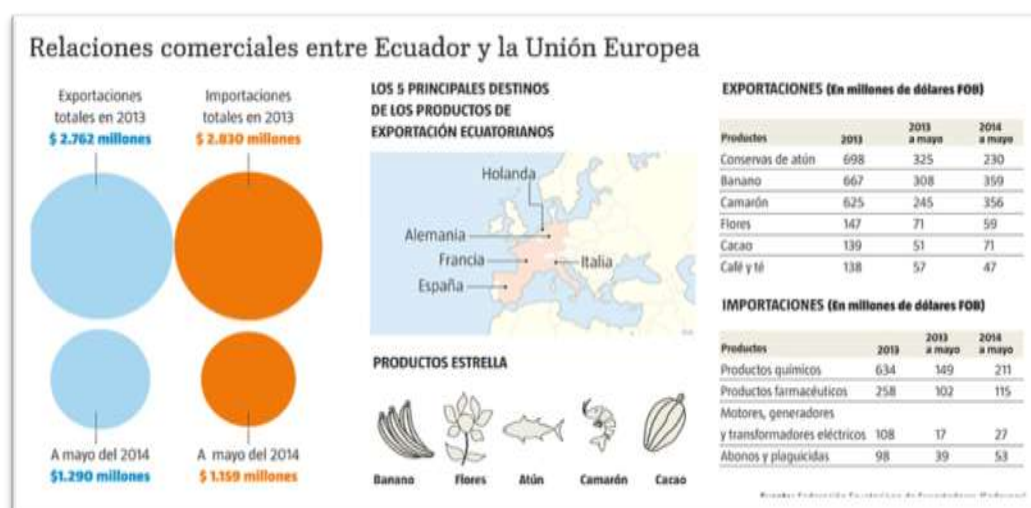 Relaciones comerciales entre Ecuador y la Unión Europea
Exportaciones
totales en 2013
$ 2.762 millones
Importaciones
totales en 2013
$ 2.830 millones
A mayo del 2014
$1.290 millones
A mayo del 2014
$ 1.159 millones
LOS 5 PRINCIPALES DESTINOS
DE LOS PRODUCTOS DE
EXPORTACIÓN ECUATORIANOS
Holanda
Alemania
Francia
Italia
España
PRODUCTOS ESTRELLA
Banano Flores Atún Camarón Cacao
EXPORTACIONES (En millones de dólares FOB)
Productos 2013 2013 a mayo 2014 a mayo
Conservas de atún 698 325 230
Banano 667 308 359
Camarón 625 245 356
Flores 147 71 59
Cacao 139 51 71
Café y té 138 57 47
IMPORTACIONES (En millones de dólares FOB)
Productos 2013 2013 a mayo 2014 a mayo
Productos químicos 634 149 211
Productos farmacéuticos 258 102 115
Motores, generadores
y transformadores eléctricos 108 17 27
Abonos y plaguicidas 98 39 53